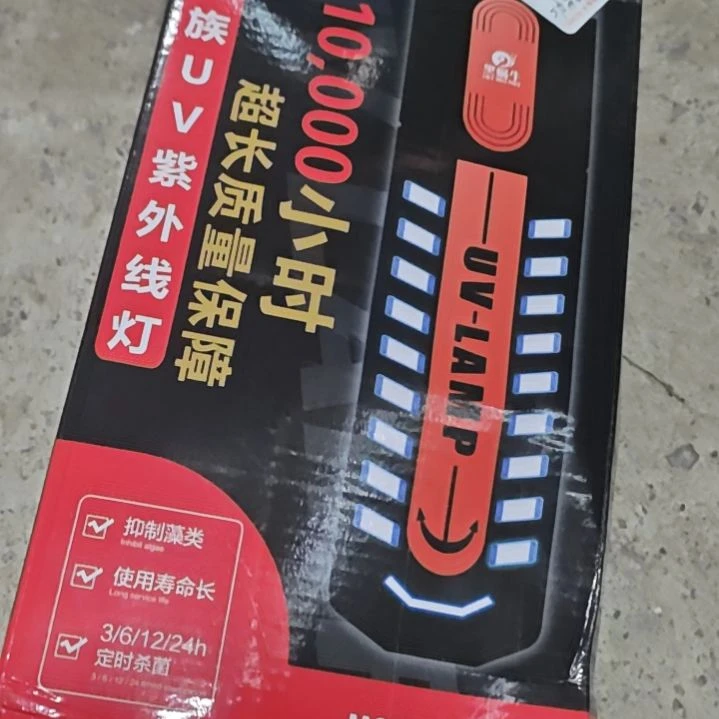 族UV紫外线灯
10,000小时
超长质量保障
UV-LAMP
抑制藻类
Inhibit algae
使用寿命长
Long service life
3/6/12/24h
定时杀菌